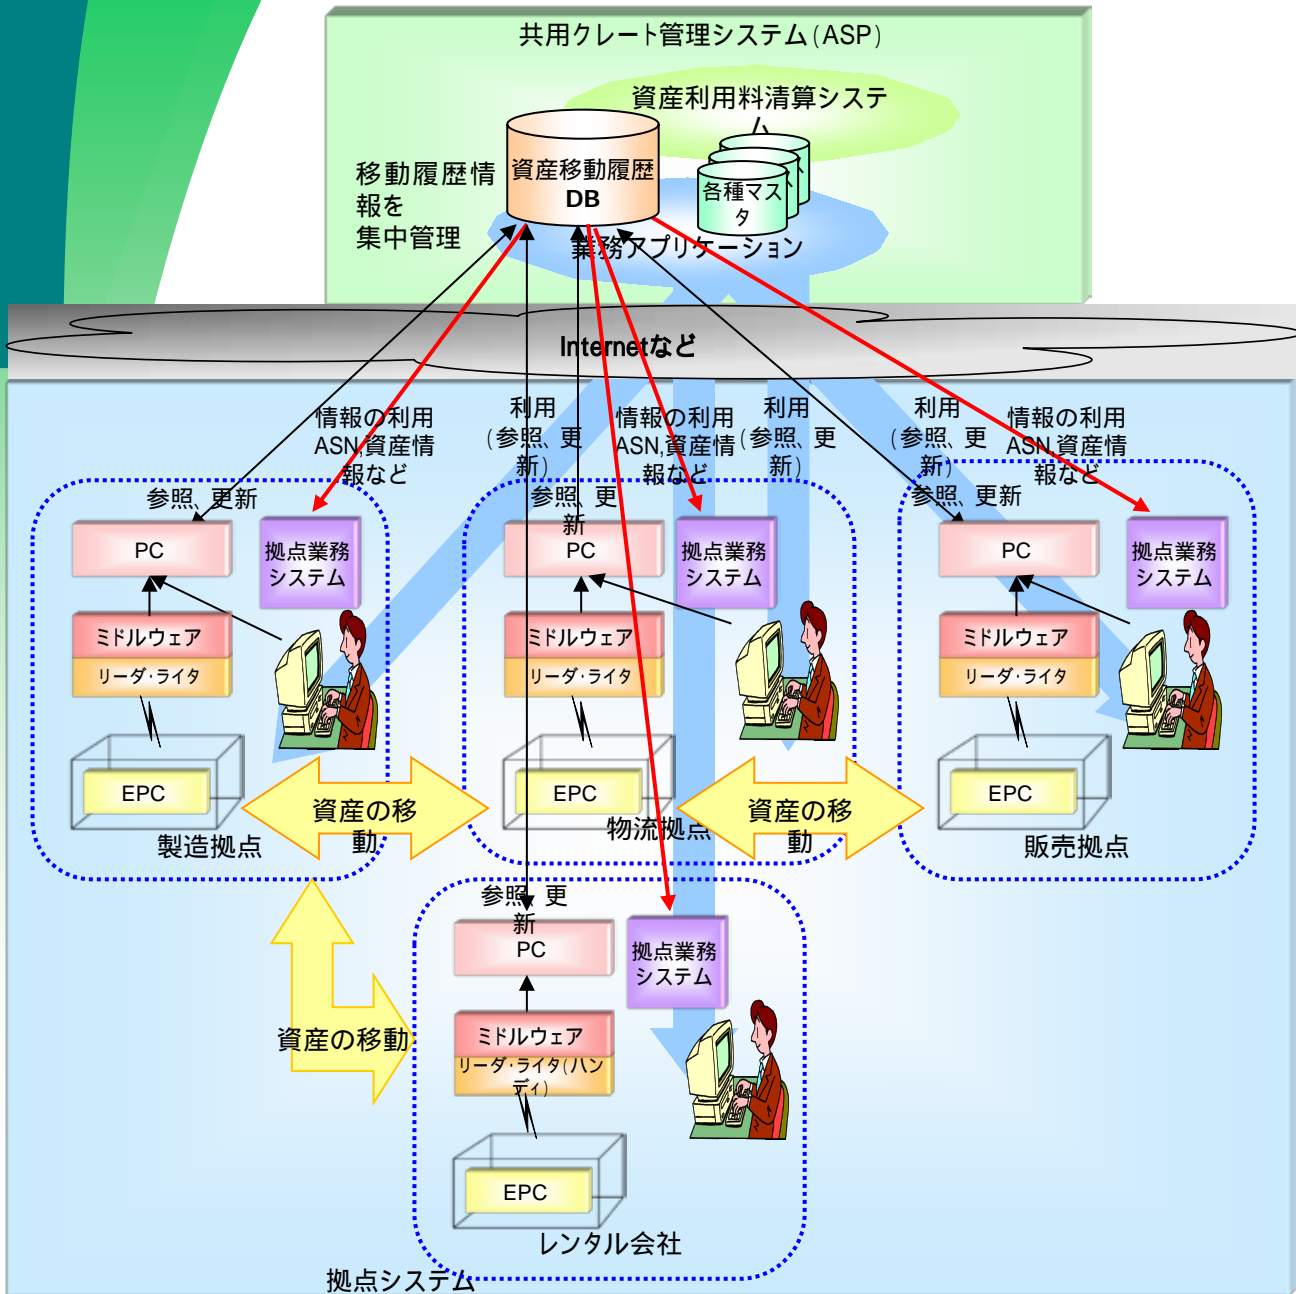 共用クレート管理システム(ASP)
資産利用料清算システ
ム
移動履歴情
報を
集中管理
資産移動履歴
DB
各種マス
タ
業務アプリケーション
Internetなど
情報の利用
ASN,資産情
報など
利用
(参照、更
新)
情報の利用
ASN,資産情
報など
利用
(参照、更
新)
利用
(参照、更
新)
情報の利用
ASN,資産情
報など
参照、更新
PC
拠点業務
システム
ミドルウェア
リーダ・ライタ
EPC
製造拠点
資産の移
動
参照、更
新
PC
拠点業務
システム
ミドルウェア
リーダ・ライタ
EPC
物流拠点
資産の移
動
参照、更新
PC
拠点業務
システム
ミドルウェア
リーダ・ライタ
EPC
販売拠点
資産の移動
参照、更
新
PC
拠点業務
システム
ミドルウェア
リーダ・ライタ(ハン
ディ)
EPC
レンタル会社
拠点システム